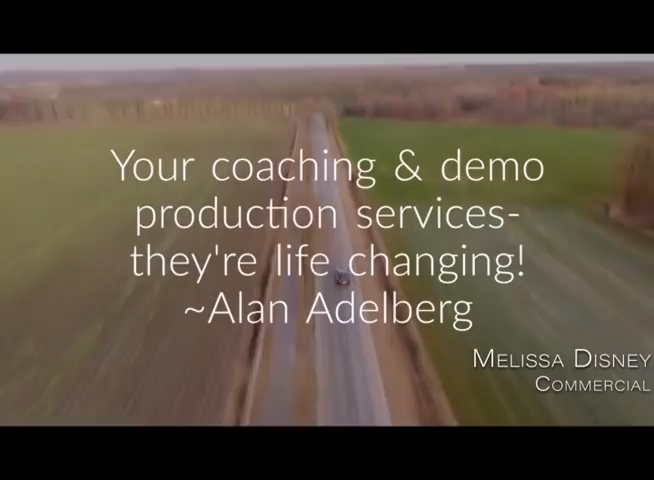 Your coaching & demo
production services-
they're life changing!
~Alan Adelberg
MELISSA DISNEY
COMMERCIAL